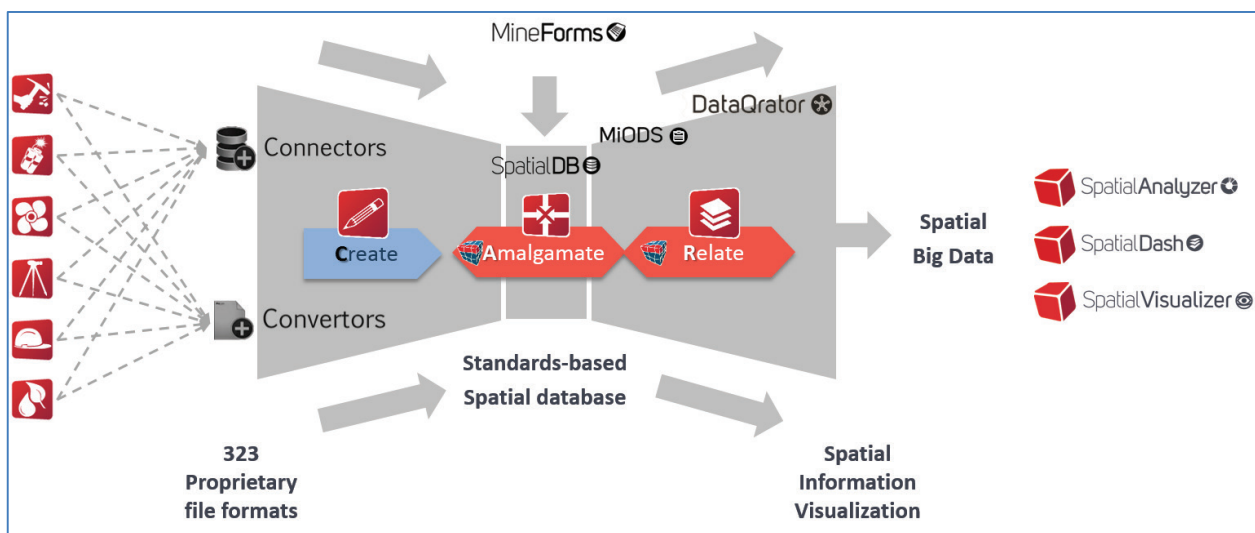 MineForms
DataQrator
MiODS
Connectors
SpatialDB
Create
Amalgamate
Relate
Convertors
Spatial
Big Data
SpatialAnalyzer
SpatialDash
SpatialVisualizer
Standards-based
Spatial database
323
Proprietary
file formats
Spatial
Information
Visualization